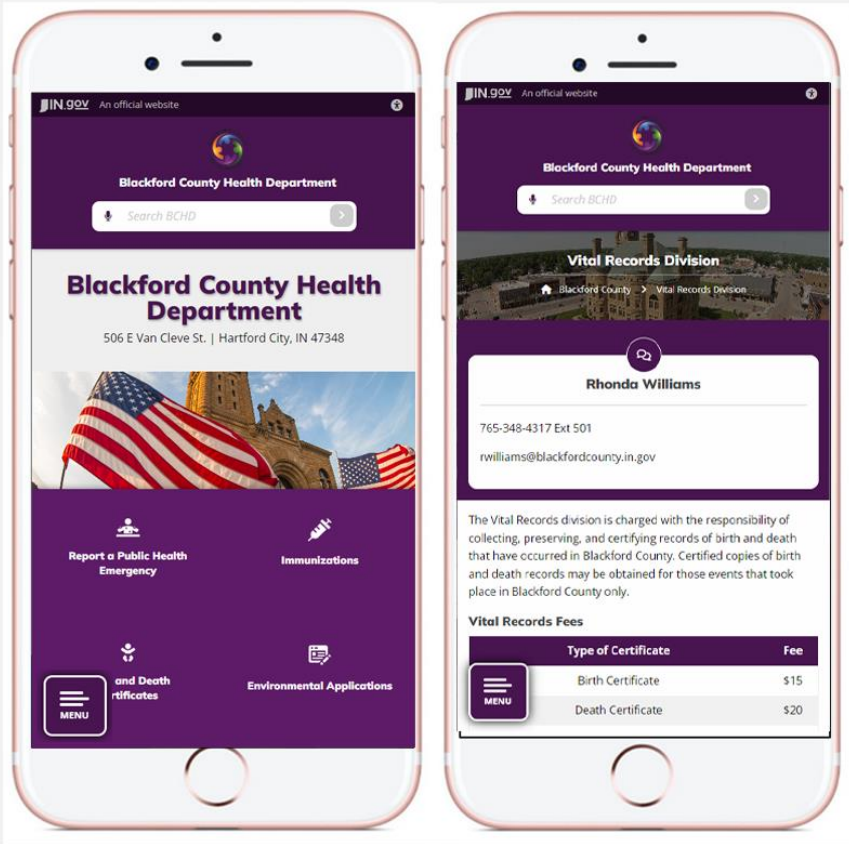 IN.gov An official website
Blackford County Health Department
Search BCHD
Blackford County Health
Department
506 E Van Cleve St. | Hartford City, IN 47348
Report a Public Health
Emergency
Immunizations
and Death
rtificates
Environmental Applications
MENU
IN.gov An official website
Blackford County Health Department
Search BCHD
Vital Records Division
Blackford County > Vital Records Division
Rhonda Williams
765-348-4317 Ext 501
rwilliams@blackfordcounty.in.gov
The Vital Records division is charged with the responsibility of
collecting, preserving, and certifying records of birth and death
that have occurred in Blackford County. Certified copies of birth
and death records may be obtained for those events that took
place in Blackford County only.
Vital Records Fees
Type of Certificate Fee
Birth Certificate $15
Death Certificate $20
MENU